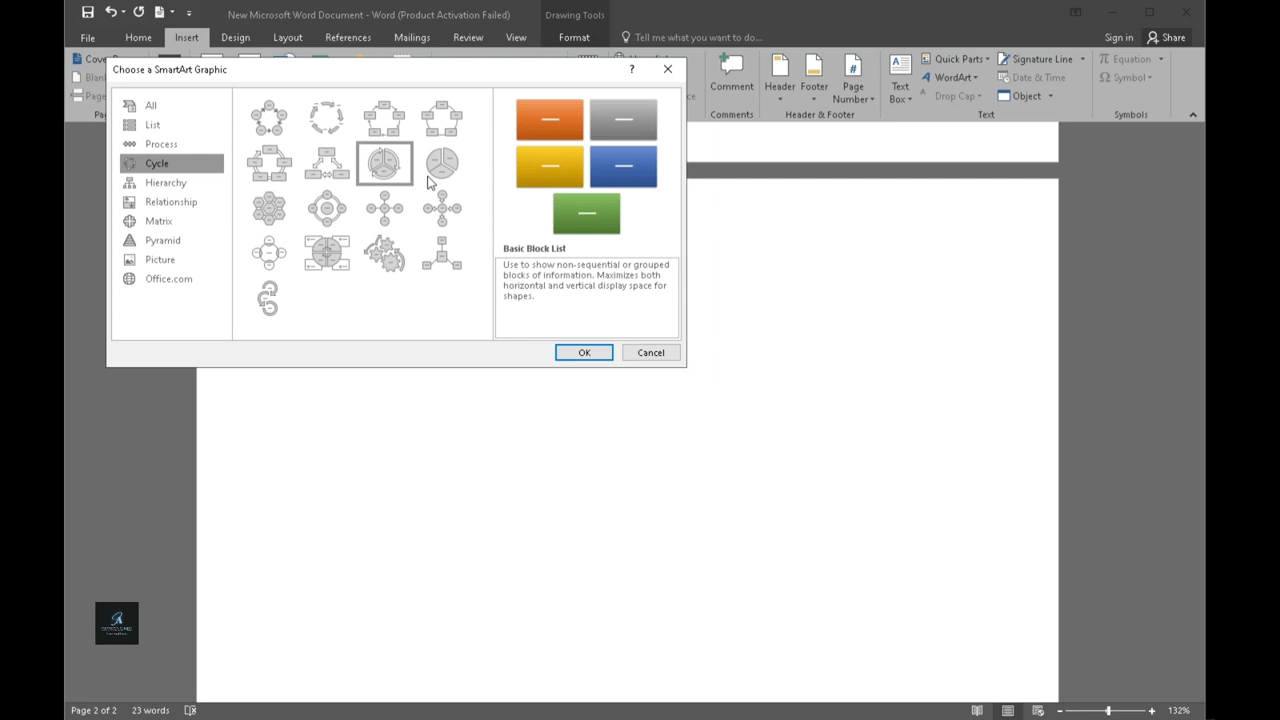 New Microsoft Word Document - Word (Product Activation Failed)
Drawing Tools
File Home Insert Design Layout References Mailings Review View Format Tell me what you want to do... Sign in Share
Choose a SmartArt Graphic
?
All
List
Process
Cycle
Hierarchy
Relationship
Matrix
Pyramid
Picture
Office.com
Basic Block List
Use to show non-sequential or grouped
blocks of information. Maximizes both
horizontal and vertical display space for
shapes.
OK Cancel
Comment
Comments
Header Footer Page
Number
Header & Footer
Text
Box
Quick Parts
WordArt
Drop Cap
Signature Line
Date & Time
Object
Text
Equation
Symbol
Symbols
Page 2 of 2 23 words
132%